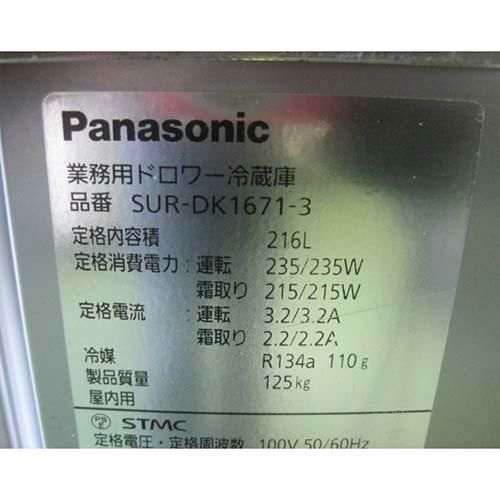 Panasonic
業務用ドロワー冷蔵庫
品番 SUR-DK1671-3
定格内容積 216L
定格消費電力：運転 235/235W
霜取り 215/215W
定格電流 ：運転 3.2/3.2A
霜取り 2.2/2.2A
冷媒 R134a 110g
製品質量 125kg
屋内用
PS E STMC
定格電圧・定格周波数 100V 50/60Hz